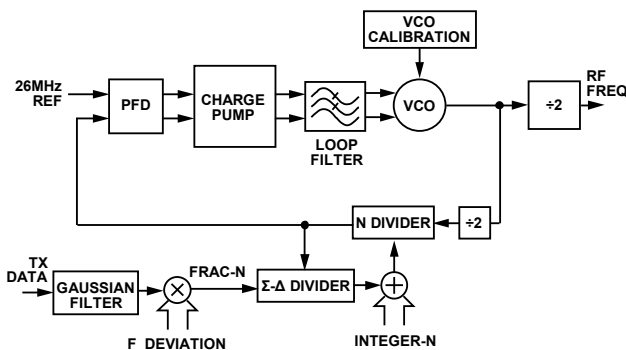 VCO
CALIBRATION
26MHz
REF
PFD
CHARGE
PUMP
LOOP
FILTER
VCO
÷2
RF
FREQ
N DIVIDER
÷2
TX
DATA
GAUSSIAN
FILTER
FRAC-N
Σ-Δ DIVIDER
F_DEVIATION
INTEGER-N